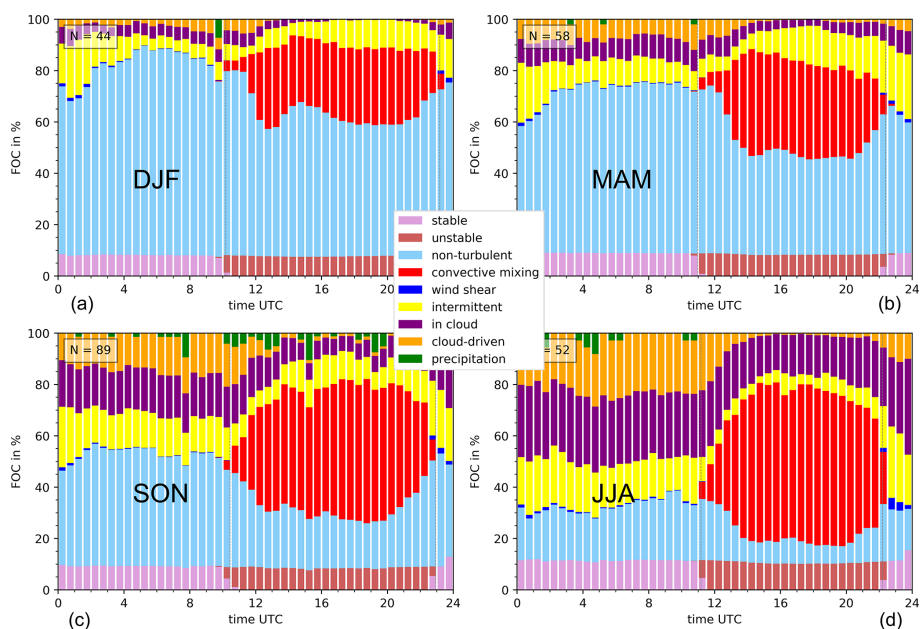 100
80
60
40
20
0
FOC in %
N = 44
DJF
0
4
8
12
16
20
24
time UTC
(a)
100
80
60
40
20
0
FOC in %
N = 58
MAM
0
4
8
12
16
20
24
time UTC
(b)
stable
unstable
non-turbulent
convective mixing
wind shear
intermittent
in cloud
cloud-driven
precipitation
100
80
60
40
20
0
FOC in %
N = 89
SON
0
4
8
12
16
20
24
time UTC
(c)
100
80
60
40
20
0
FOC in %
= 52
JJA
0
4
8
12
16
20
24
time UTC
(d)